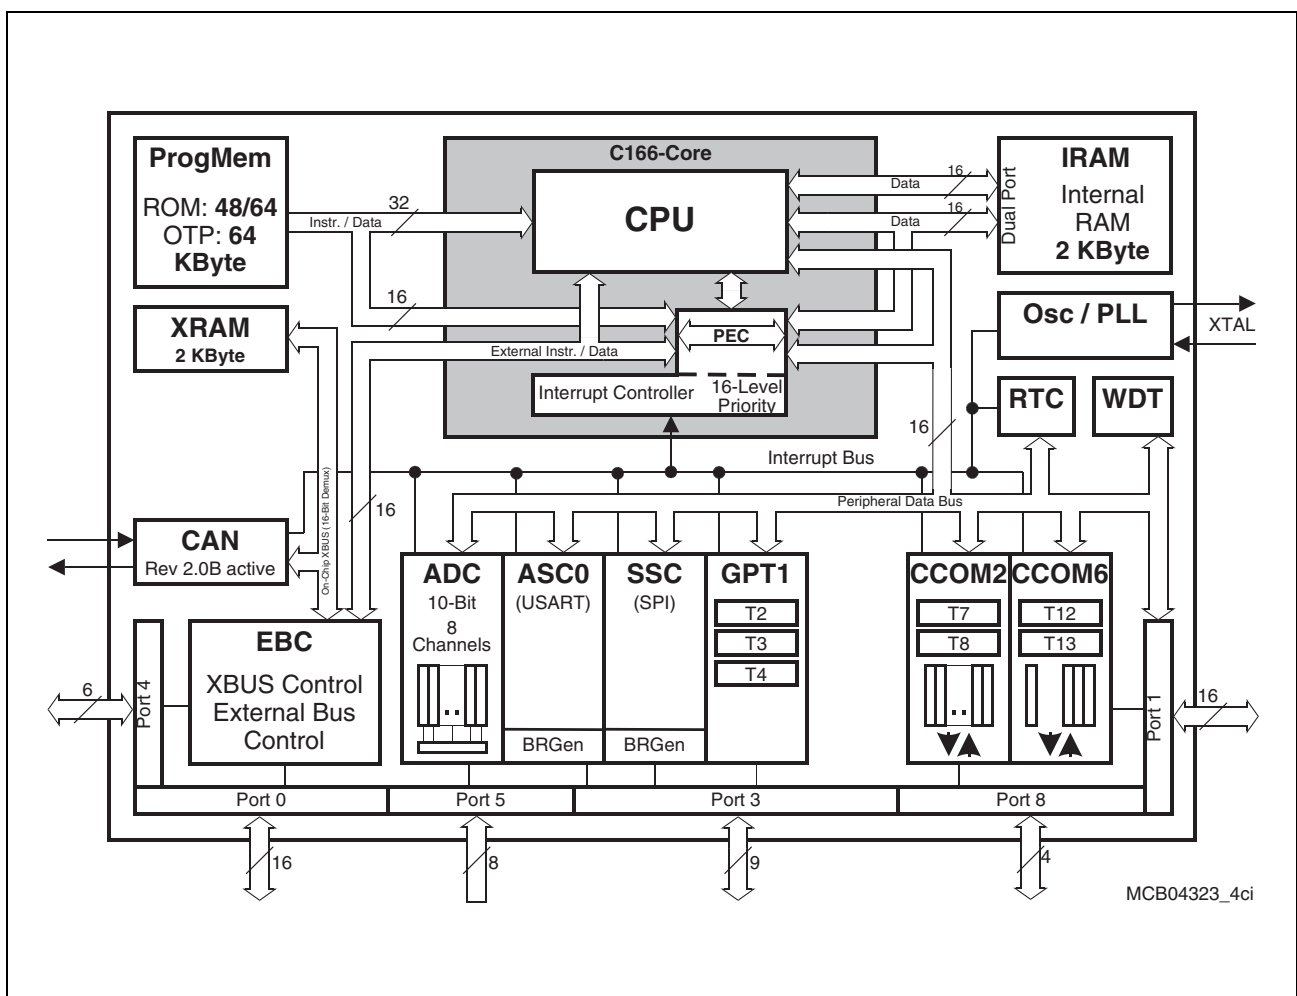 C166-Core
ProgMem
ROM: 48/64
OTP: 64
KByte
32
Instr. / Data
CPU
16
Data
16
Data
Dual Port
IRAM
Internal
RAM
2 KByte
XRAM
2 KByte
16
External Instr. / Data
PEC
Interrupt Controller
16-Level
Priority
Osc / PLL
XTAL
RTC
WDT
16
Interrupt Bus
Peripheral Data Bus
On-Chip XBUS (16-Bit Demux)
16
CAN
Rev 2.0B active
EBC
XBUS Control
External Bus
Control
ADC
10-Bit
8
Channels
ASC0
(USART)
BRGen
SSC
(SPI)
BRGen
GPT1
T2
T3
T4
CCOM2
T7
T8
CCOM6
T12
T13
6
Port 4
Port 1
16
Port 0
Port 5
Port 3
Port 8
16
8
9
4
MCB04323_4ci